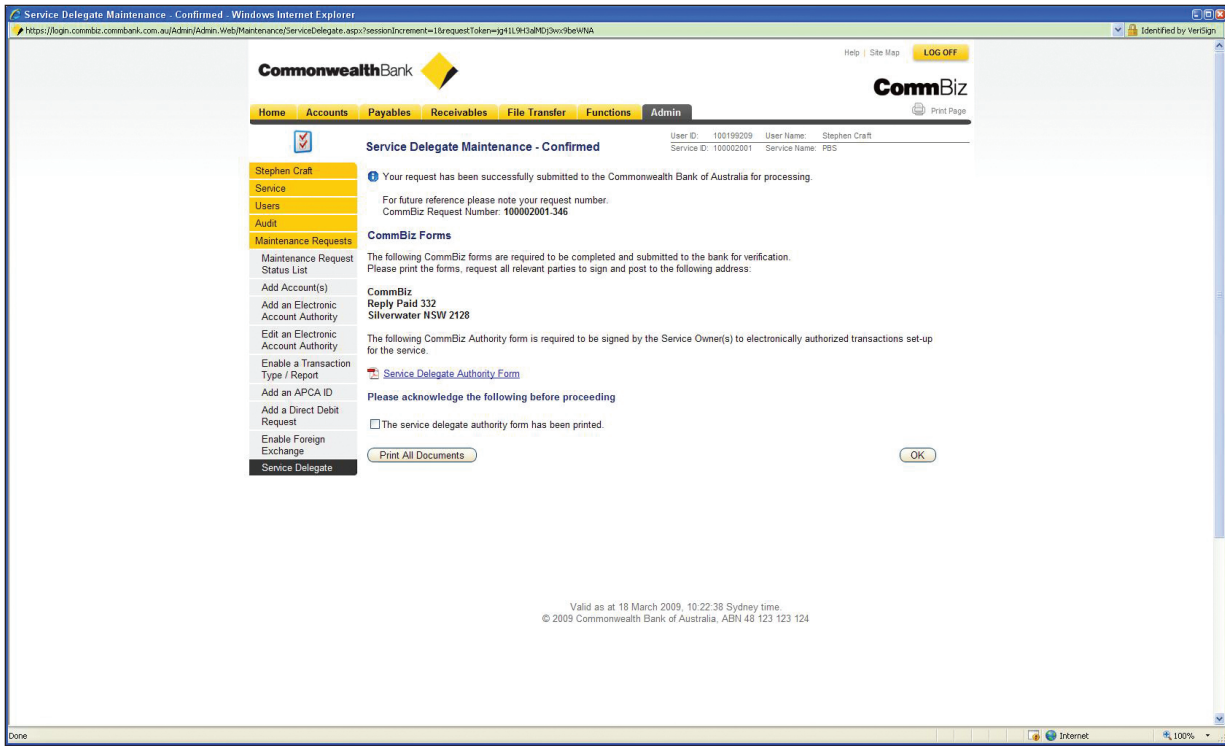 Service Delegate Maintenance - Confirmed - Windows Internet Explorer
https://login.commbiz.commbank.com.au/Admin/Admin.Web/Maintenance/ServiceDelegate.aspx?sessionIncrement=1&requestToken=jg41L9H3alMDj3wx9beWNA
Identified by VeriSign
Help | Site Map
LOG OFF
CommonwealthBank
CommBiz
Home
Accounts
Payables
Receivables
File Transfer
Functions
Admin
Print Page
User ID: 100199209 User Name: Stephen Craft
Service ID: 100002001 Service Name: PBS
Service Delegate Maintenance - Confirmed
Stephen Craft
Service
Users
Audit
Maintenance Requests
Maintenance Request
Status List
Add Account(s)
Add an Electronic
Account Authority
Edit an Electronic
Account Authority
Enable a Transaction
Type / Report
Add an APCA ID
Add a Direct Debit
Request
Enable Foreign
Exchange
Service Delegate
Your request has been successfully submitted to the Commonwealth Bank of Australia for processing.
For future reference please note your request number.
CommBiz Request Number: 100002001-346
CommBiz Forms
The following CommBiz forms are required to be completed and submitted to the bank for verification.
Please print the forms, request all relevant parties to sign and post to the following address:
CommBiz
Reply Paid 332
Silverwater NSW 2128
The following CommBiz Authority form is required to be signed by the Service Owner(s) to electronically authorized transactions set-up
for the service.
Service Delegate Authority Form
Please acknowledge the following before proceeding
The service delegate authority form has been printed.
Print All Documents
OK
Valid as at 18 March 2009, 10:22:38 Sydney time.
© 2009 Commonwealth Bank of Australia, ABN 48 123 123 124
Done
Internet
100%